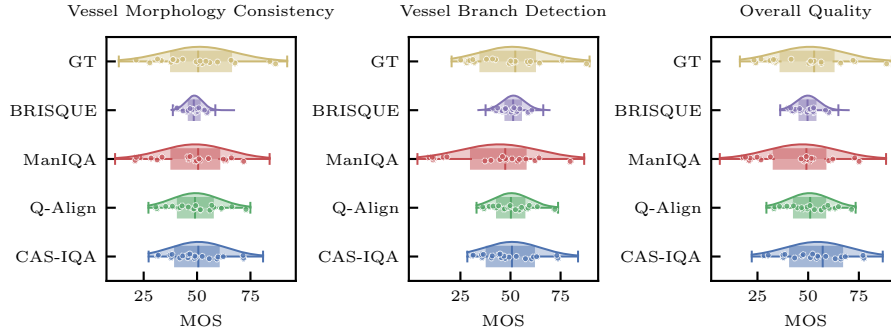 Vessel Morphology Consistency
Vessel Branch Detection
Overall Quality
GT
BRISQUE
ManIQA
Q-Align
CAS-IQA
25
50
75
MOS
GT
BRISQUE
ManIQA
Q-Align
CAS-IQA
25
50
75
MOS
GT
BRISQUE
ManIQA
Q-Align
CAS-IQA
25
50
75
MOS